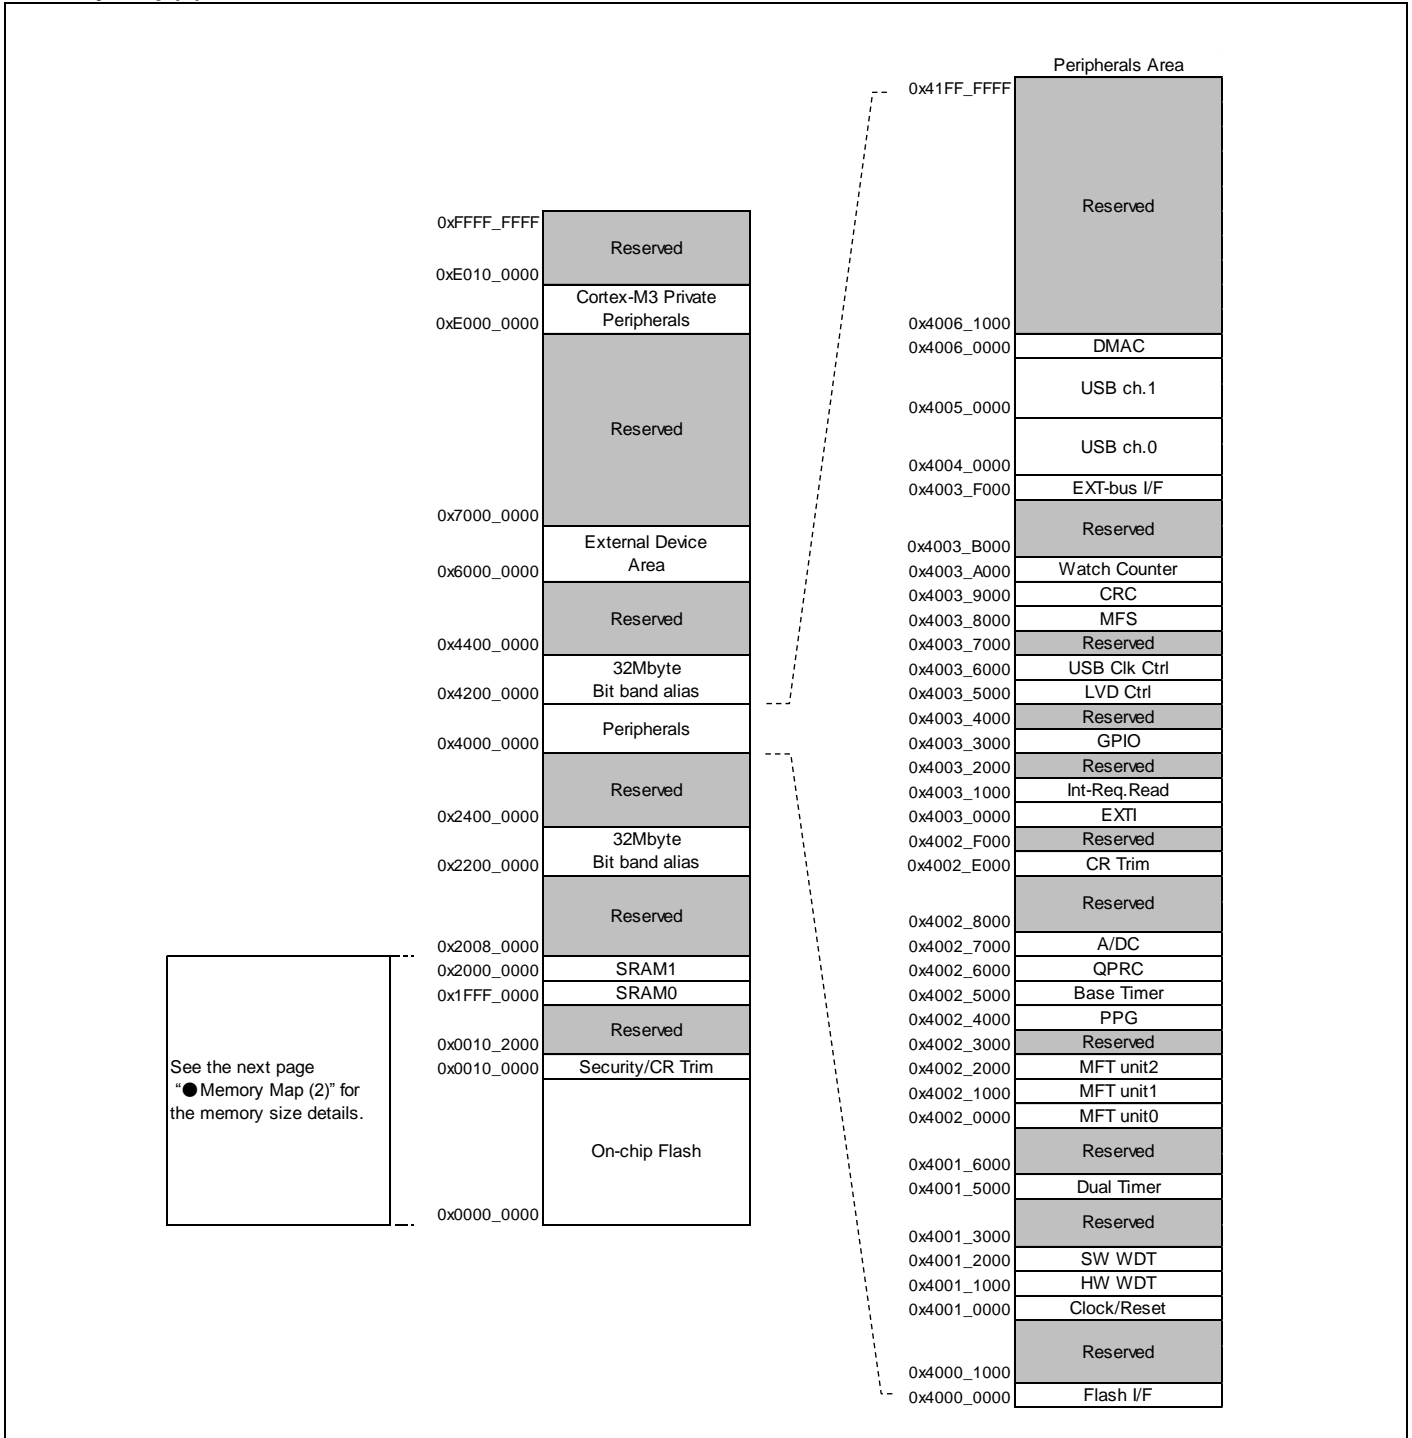 0xFFFF_FFFF
Reserved
0xE010_0000
Cortex-M3 Private
Peripherals
0xE000_0000
Reserved
0x7000_0000
External Device
Area
0x6000_0000
Reserved
0x4400_0000
32Mbyte
Bit band alias
0x4200_0000
Peripherals
0x4000_0000
Reserved
0x2400_0000
32Mbyte
Bit band alias
0x2200_0000
Reserved
0x2008_0000
SRAM1
0x2000_0000
SRAM0
0x1FFF_0000
Reserved
0x0010_2000
Security/CR Trim
0x0010_0000
On-chip Flash
0x0000_0000
See the next page
“●Memory Map (2)” for
the memory size details.
Peripherals Area
0x41FF_FFFF
Reserved
0x4006_1000
DMAC
0x4006_0000
USB ch.1
0x4005_0000
USB ch.0
0x4004_0000
EXT-bus I/F
0x4003_F000
Reserved
0x4003_B000
Watch Counter
0x4003_A000
CRC
0x4003_9000
MFS
0x4003_8000
Reserved
0x4003_7000
USB Clk Ctrl
0x4003_6000
LVD Ctrl
0x4003_5000
Reserved
0x4003_4000
GPIO
0x4003_3000
Reserved
0x4003_2000
Int-Req.Read
0x4003_1000
EXTI
0x4003_0000
Reserved
0x4002_F000
CR Trim
0x4002_E000
Reserved
0x4002_8000
A/DC
0x4002_7000
QPRC
0x4002_6000
Base Timer
0x4002_5000
PPG
0x4002_4000
Reserved
0x4002_3000
MFT unit2
0x4002_2000
MFT unit1
0x4002_1000
MFT unit0
0x4002_0000
Reserved
0x4001_6000
Dual Timer
0x4001_5000
Reserved
0x4001_3000
SW WDT
0x4001_2000
HW WDT
0x4001_1000
Clock/Reset
0x4001_0000
Reserved
0x4000_1000
Flash I/F
0x4000_0000